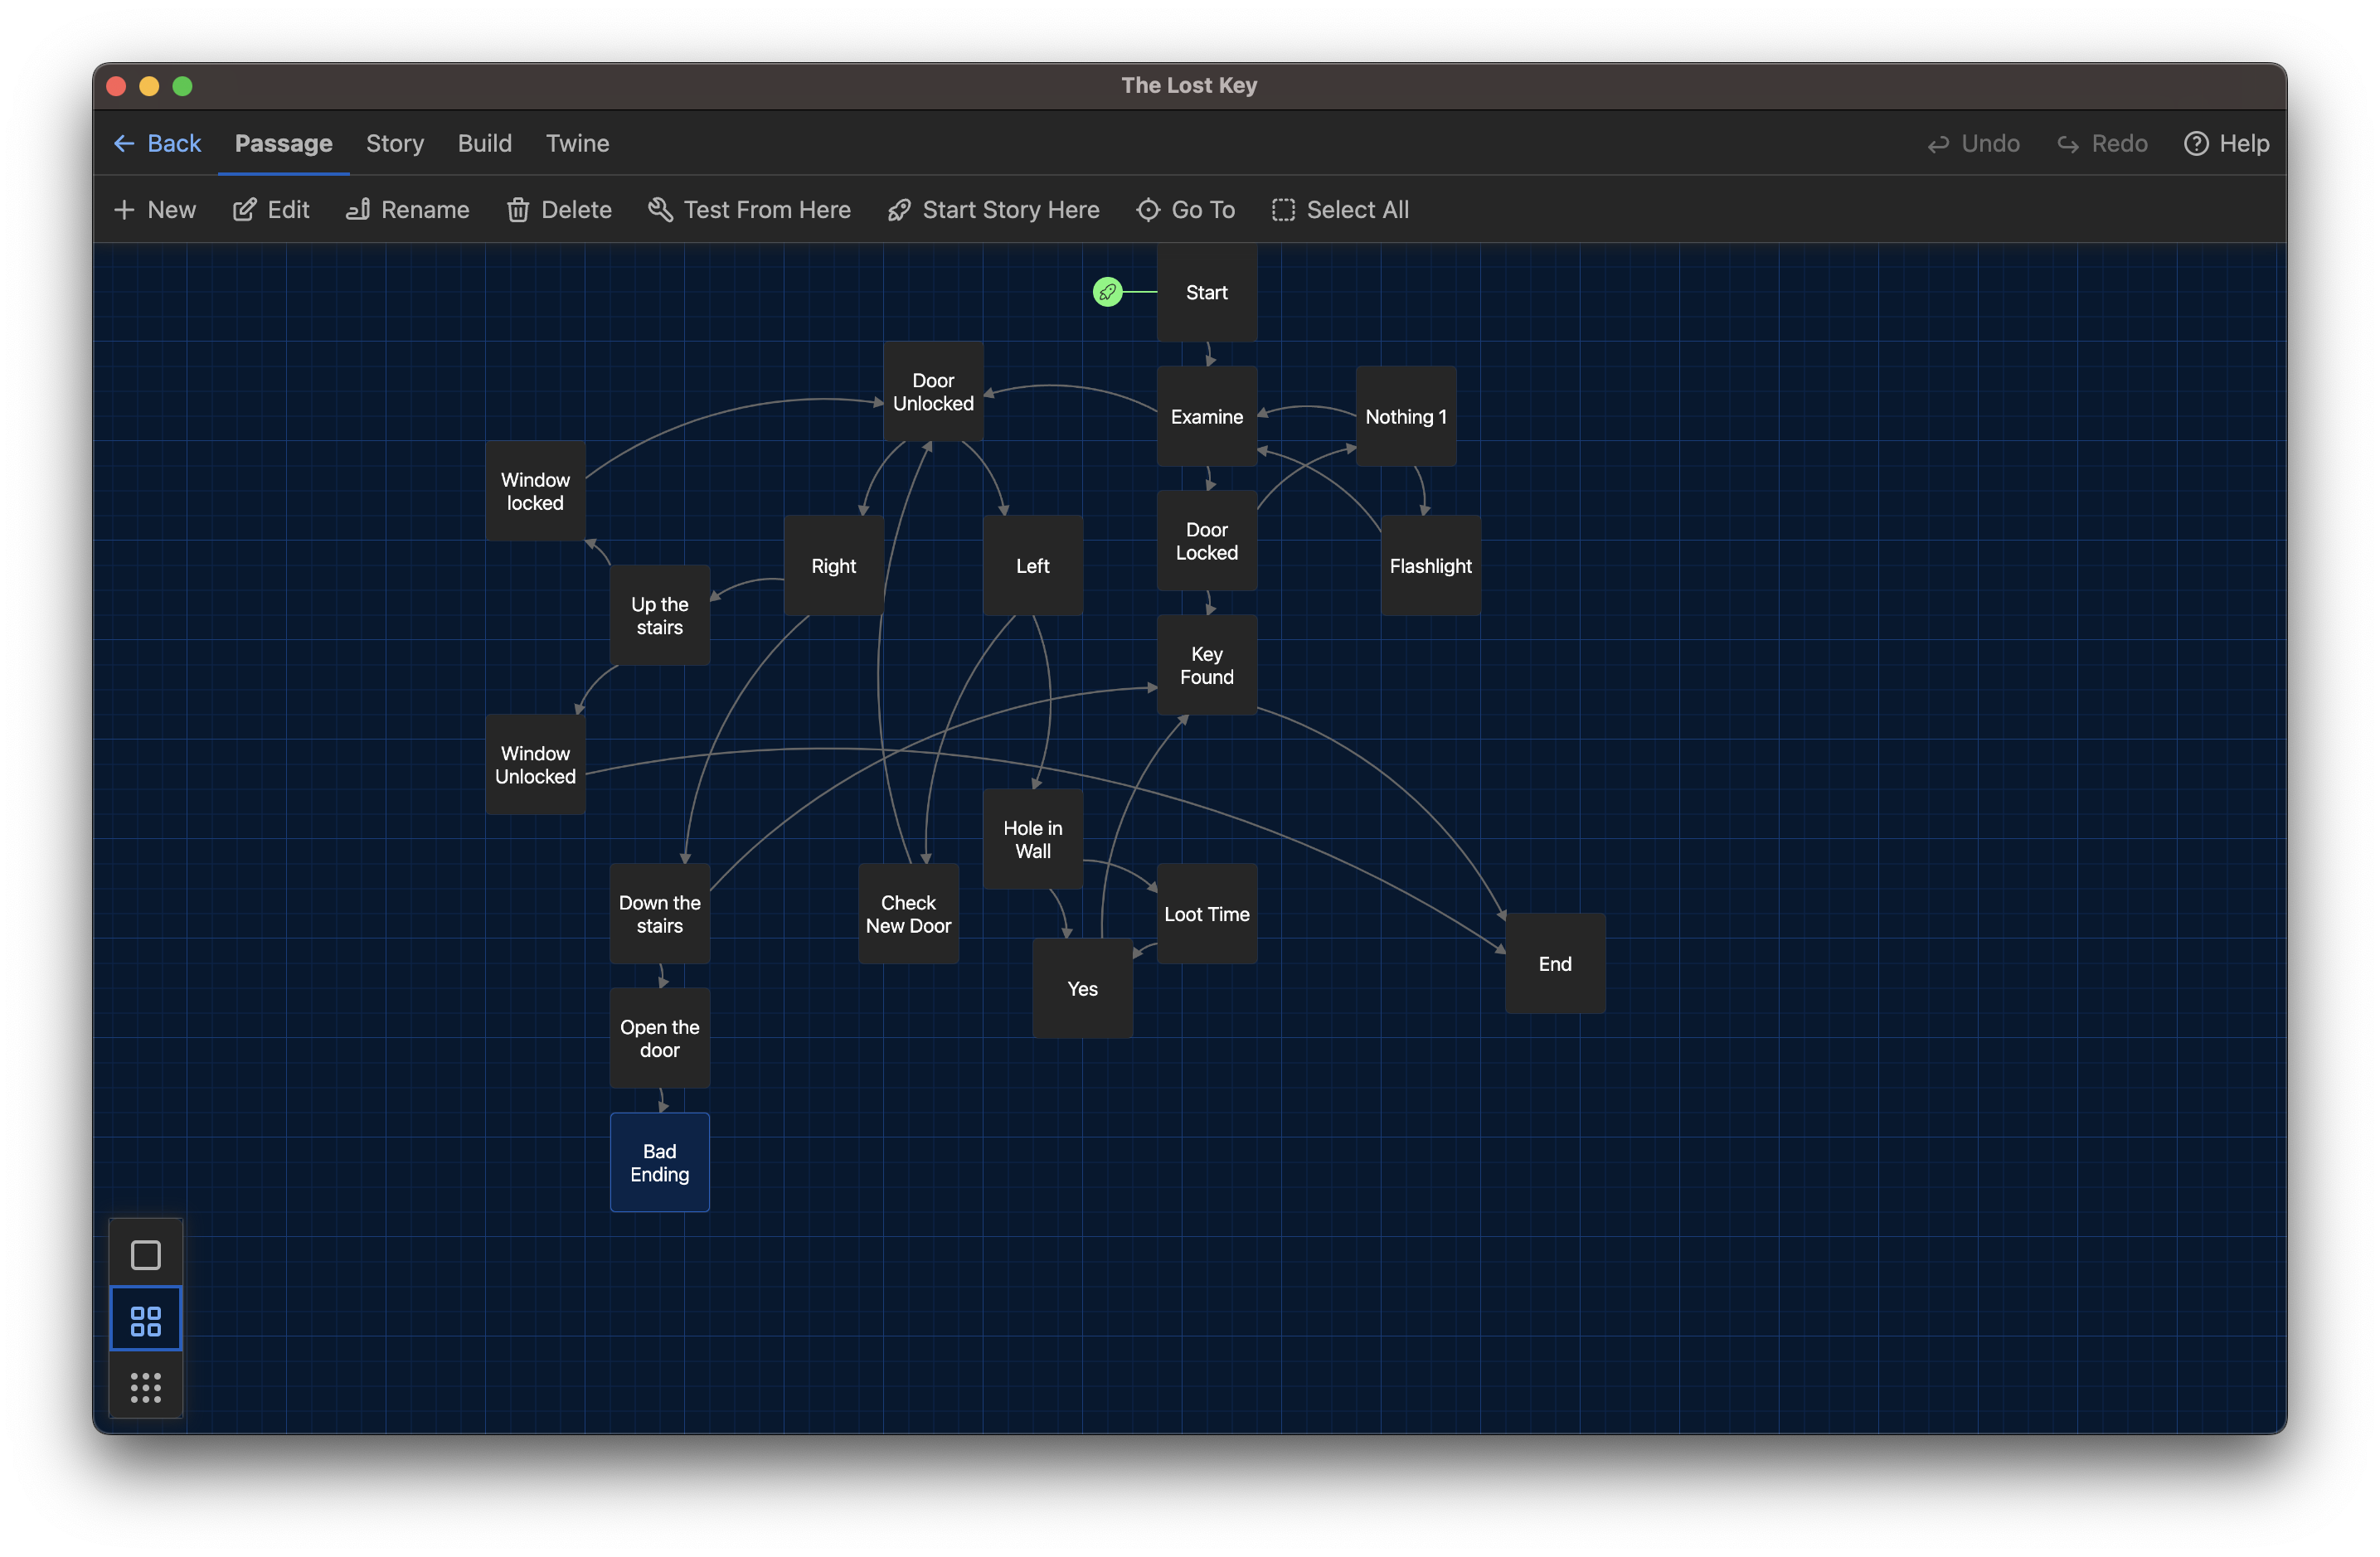 The Lost Key
Back
Passage
Story
Build
Twine
Undo
Redo
Help
New
Edit
Rename
Delete
Test From Here
Start Story Here
Go To
Select All
Start
Door
Unlocked
Examine
Nothing 1
Window
locked
Door
Locked
Right
Left
Flashlight
Up the
stairs
Key
Found
Window
Unlocked
Hole in
Wall
Down the
stairs
Check
New Door
Loot Time
End
Yes
Open the
door
Bad
Ending